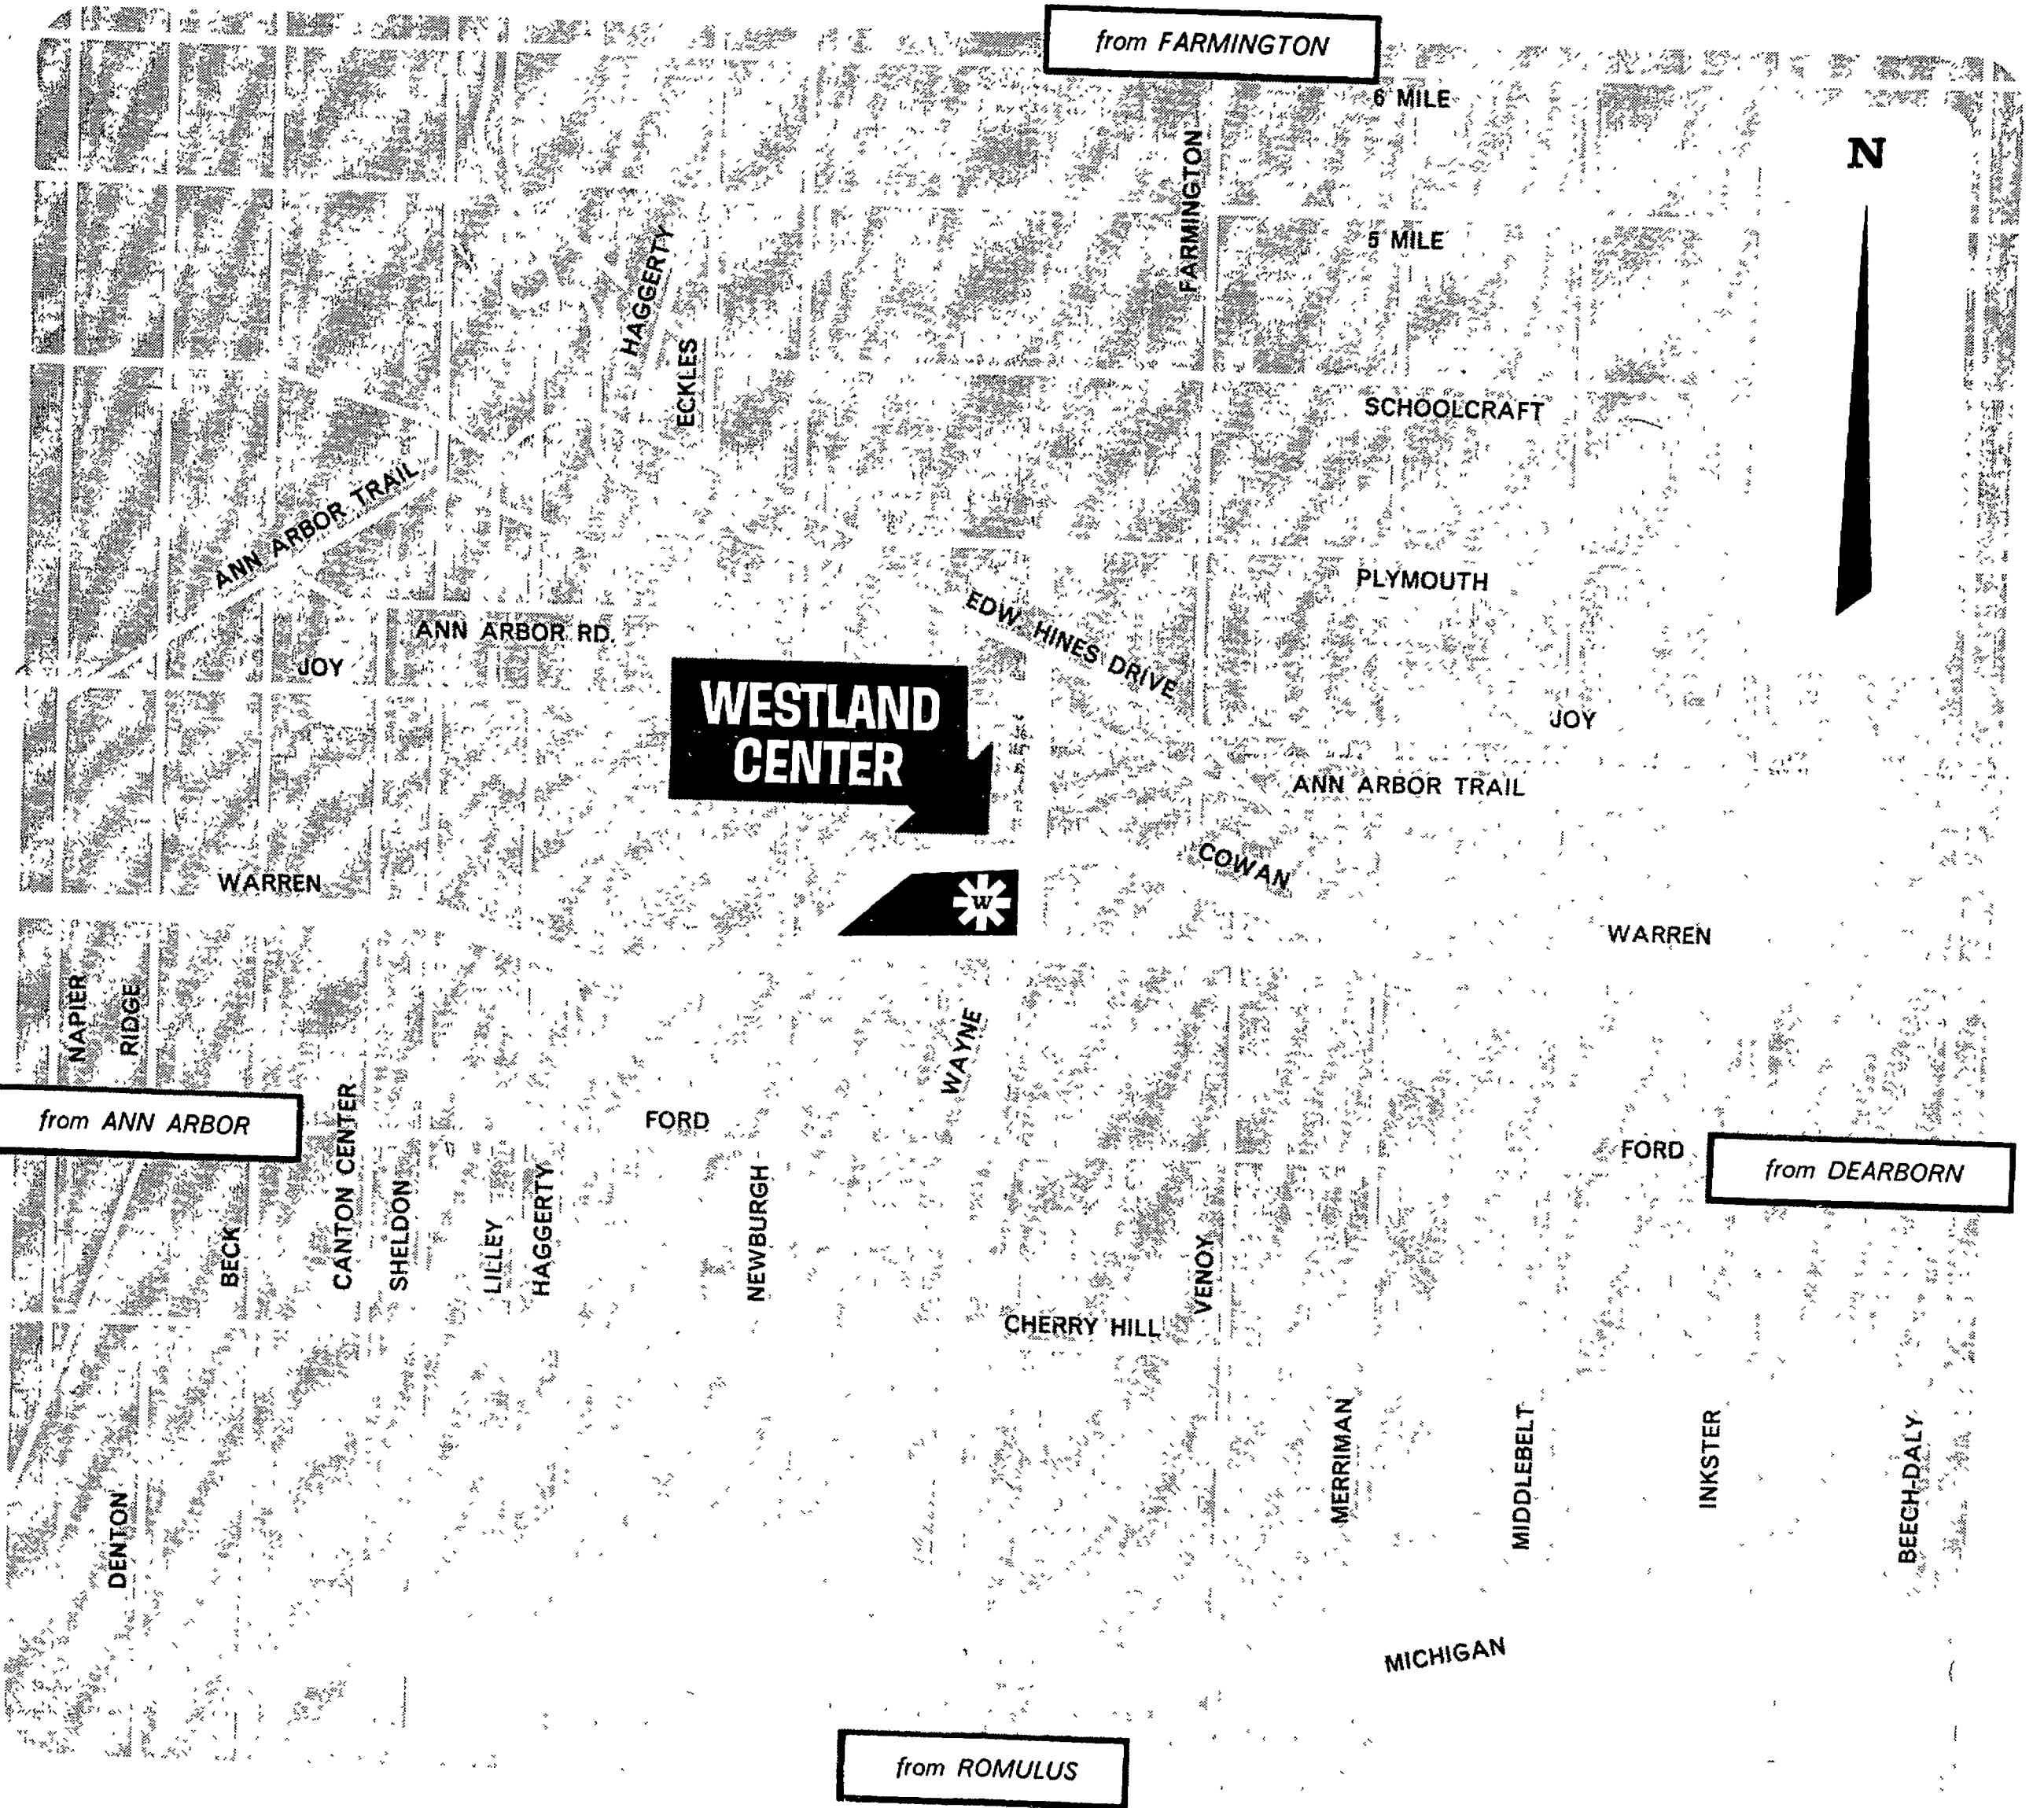 from FARMINGTON
6 MILE
N
FARMINGTON
5 MILE
HAGGERTY
ECKLES
SCHOOLCRAFT
ANN ARBOR TRAIL
PLYMOUTH
EDW. HINES DRIVE
ANN ARBOR RD.
JOY
WESTLAND
CENTER
JOY
ANN ARBOR TRAIL
COWAN
WARREN
W
WARREN
NAPIER
RIDGE
WAYNE
from ANN ARBOR
CANTON CENTER
FORD
FORD
from DEARBORN
SHELDON
BECK
LILLEY
HAGGERTY
NEWBURGH
VENOY
CHERRY HILL
MERRIMAN
MIDDLEBELT
INKSTER
BEECH-DALY
DENTON
MICHIGAN
from ROMULUS